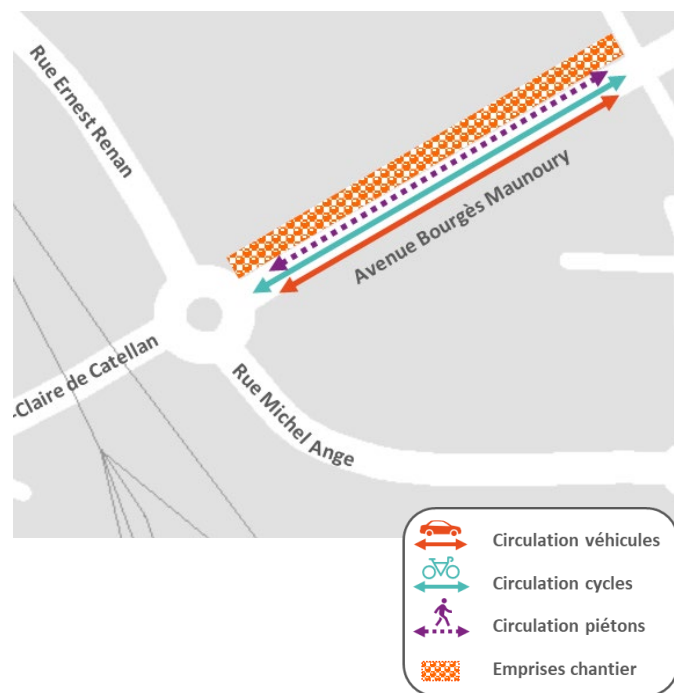 Rue Ernest Renan
Avenue Bourgès Maunoury
-Claire de Catellan
Rue Michel Ange
Circulation véhicules
Circulation cycles
Circulation piétons
Emprises chantier